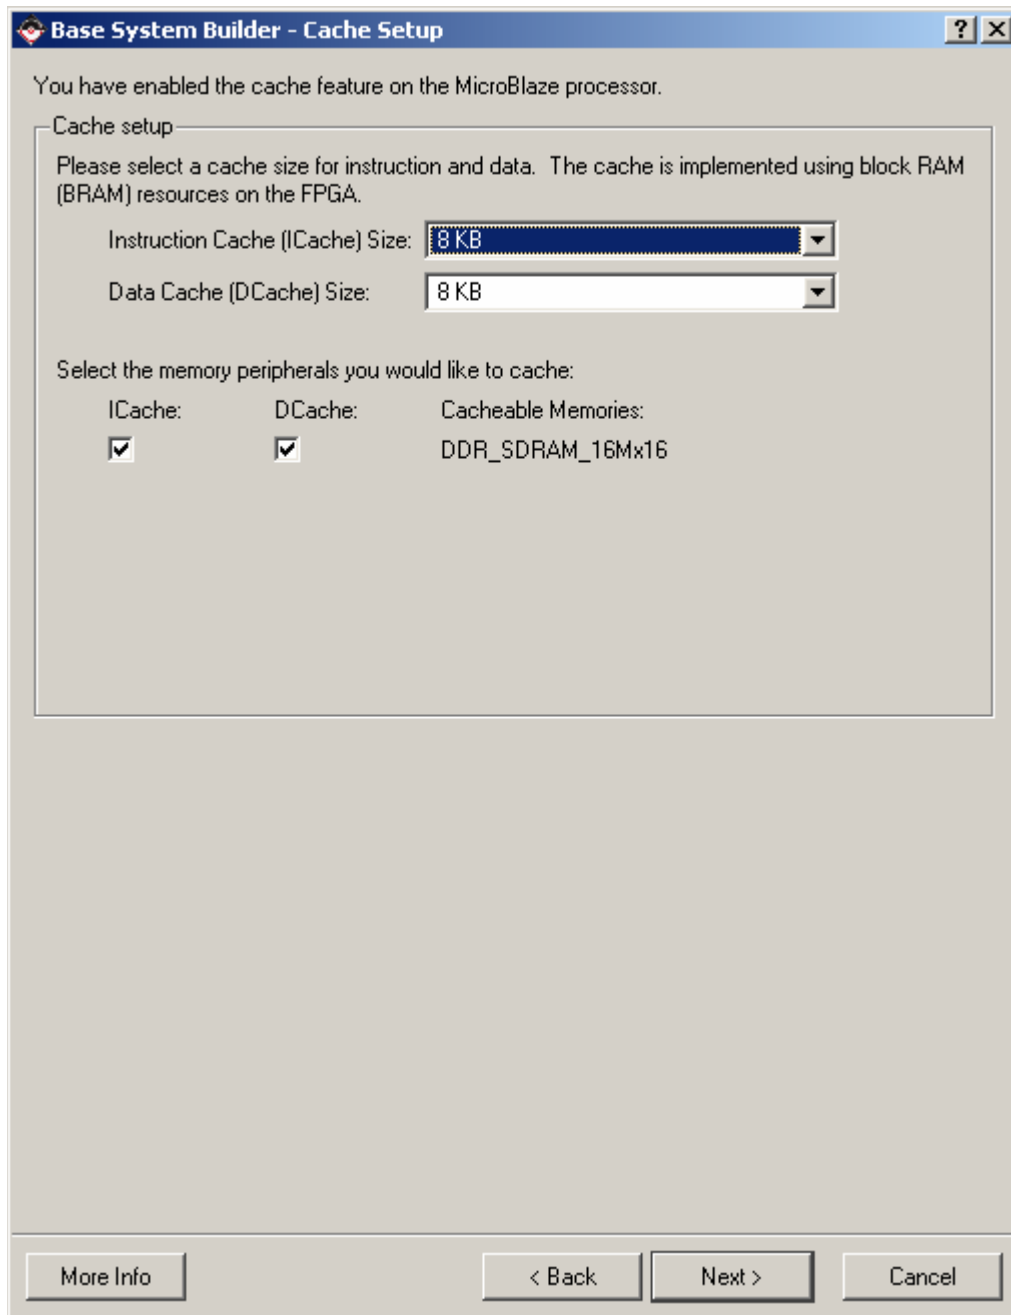 Base System Builder - Cache Setup
You have enabled the cache feature on the MicroBlaze processor.
Cache setup
Please select a cache size for instruction and data.  The cache is implemented using block RAM
(BRAM) resources on the FPGA.
Instruction Cache (ICache) Size: 8 KB
Data Cache (DCache) Size: 8 KB
Select the memory peripherals you would like to cache:
ICache: DCache: Cacheable Memories:
DDR_SDRAM_16Mx16
More Info < Back Next > Cancel